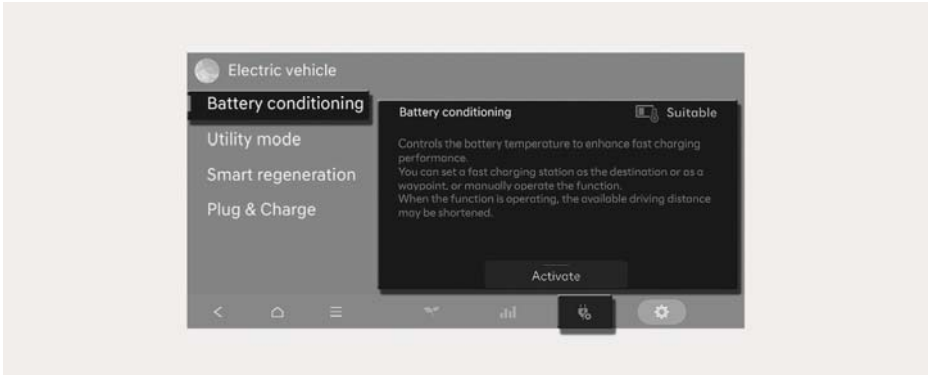 Electric vehicle
Battery conditioning
Utility mode
Smart regeneration
Plug & Charge
Battery conditioning
Suitable
Controls the battery temperature to enhance fast charging
performance.
You can set a fast charging station as the destination or as a
waypoint, or manually operate the function.
When the function is operating, the available driving distance
may be shortened.
Activate